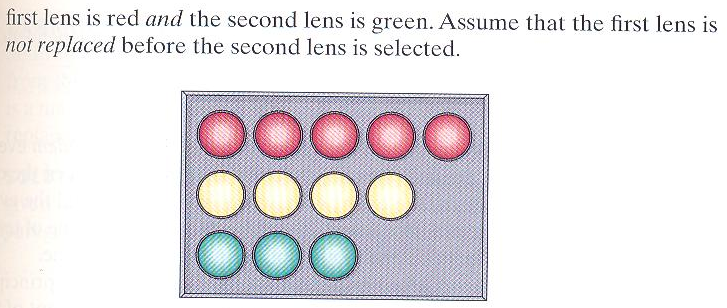 first lens is red and the second lens is green. Assume that the first lens is
not replaced before the second lens is selected.